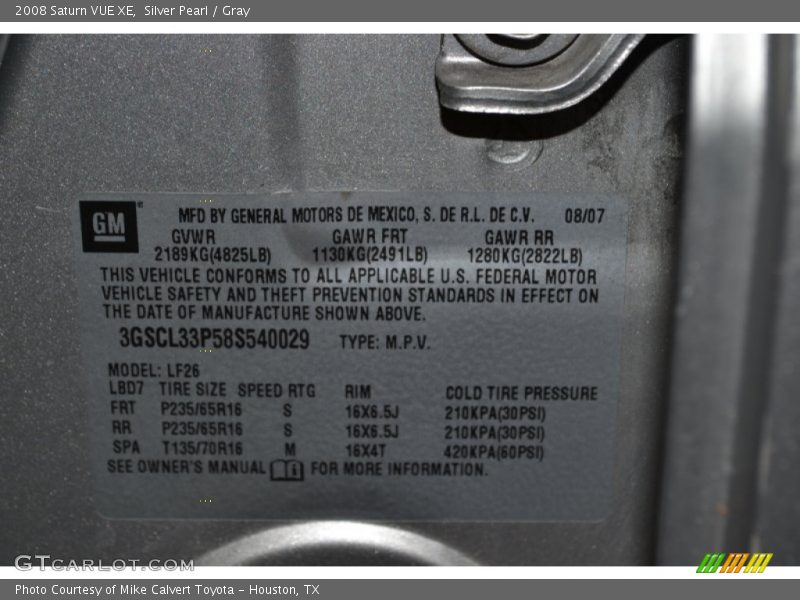 2008 Saturn VUE XE, Silver Pearl / Gray
GM
MFD BY GENERAL MOTORS DE MEXICO, S. DE R.L. DE C.V. 08/07
GVWR GAWR FRT GAWR RR
2189KG(4825LB) 1130KG(2491LB) 1280KG(2822LB)
THIS VEHICLE CONFORMS TO ALL APPLICABLE U.S. FEDERAL MOTOR
VEHICLE SAFETY AND THEFT PREVENTION STANDARDS IN EFFECT ON
THE DATE OF MANUFACTURE SHOWN ABOVE.
3GSCL33P58S540029 TYPE: M.P.V.
MODEL: LF26
LBD7 TIRE SIZE SPEED RTG RIM COLD TIRE PRESSURE
FRT P235/65R16 S 16X6.5J 210KPA(30PSI)
RR P235/65R16 S 16X6.5J 210KPA(30PSI)
SPA T135/70R16 M 16X4T 420KPA(60PSI)
SEE OWNER'S MANUAL FOR MORE INFORMATION.
GTCARLOT.COM
Photo Courtesy of Mike Calvert Toyota - Houston, TX